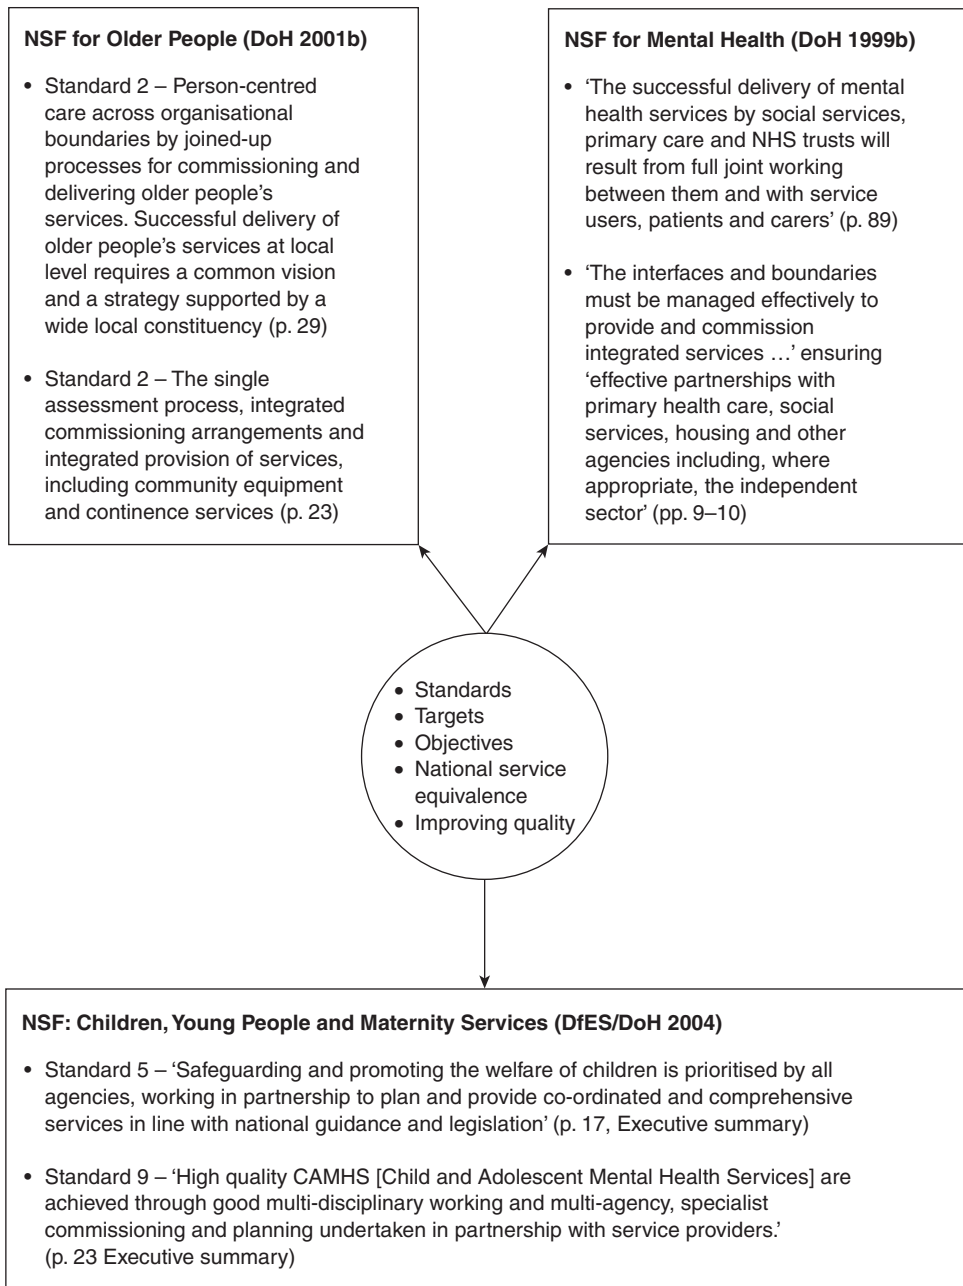 NSF for Older People (DoH 2001b)
• Standard 2 – Person-centred
care across organisational
boundaries by joined-up
processes for commissioning and
delivering older people’s
services. Successful delivery of
older people’s services at local
level requires a common vision
and a strategy supported by a
wide local constituency (p. 29)
• Standard 2 – The single
assessment process, integrated
commissioning arrangements and
integrated provision of services,
including community equipment
and continence services (p. 23)
NSF for Mental Health (DoH 1999b)
• ‘The successful delivery of mental
health services by social services,
primary care and NHS trusts will
result from full joint working
between them and with service
users, patients and carers’ (p. 89)
• ‘The interfaces and boundaries
must be managed effectively to
provide and commission
integrated services …’ ensuring
‘effective partnerships with
primary health care, social
services, housing and other
agencies including, where
appropriate, the independent
sector’ (pp. 9–10)
• Standards
• Targets
• Objectives
• National service
equivalence
• Improving quality
NSF: Children, Young People and Maternity Services (DfES/DoH 2004)
• Standard 5 – ‘Safeguarding and promoting the welfare of children is prioritised by all
agencies, working in partnership to plan and provide co-ordinated and comprehensive
services in line with national guidance and legislation’ (p. 17, Executive summary)
• Standard 9 – ‘High quality CAMHS [Child and Adolescent Mental Health Services] are
achieved through good multi-disciplinary working and multi-agency, specialist
commissioning and planning undertaken in partnership with service providers.’
(p. 23 Executive summary)